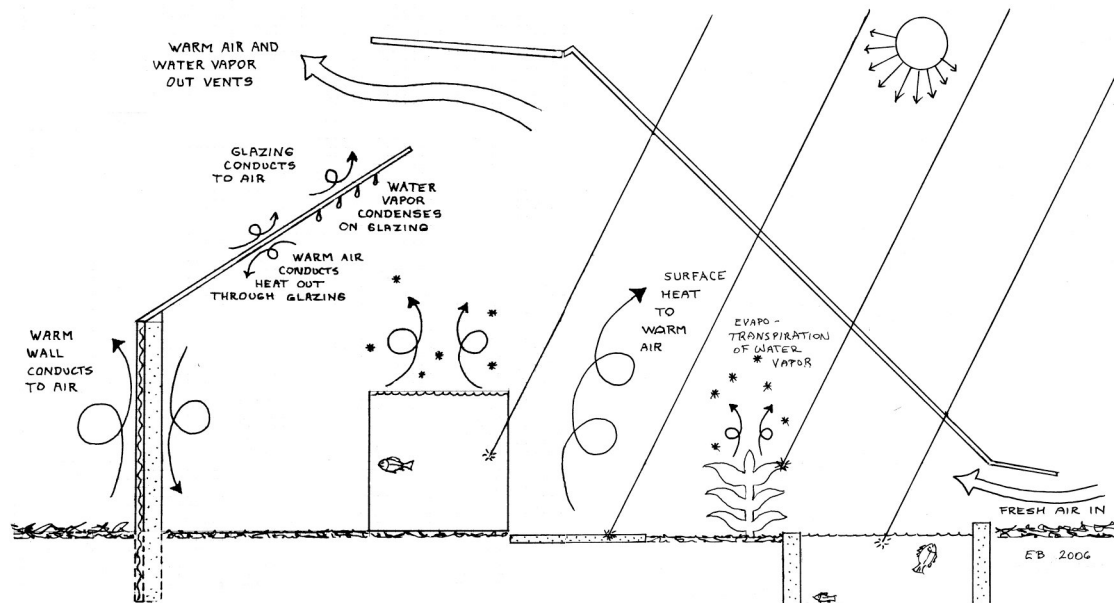 WARM AIR AND
WATER VAPOR
OUT VENTS
GLAZING
CONDUCTS
TO AIR
WATER
VAPOR
CONDENSES
ON GLAZING
WARM AIR
CONDUCTS
HEAT OUT
THROUGH GLAZING
WARM
WALL
CONDUCTS
TO AIR
SURFACE
HEAT
TO
WARM
AIR
EVAPO-
TRANSPIRATION
OF WATER
VAPOR
FRESH AIR IN
EB 2006